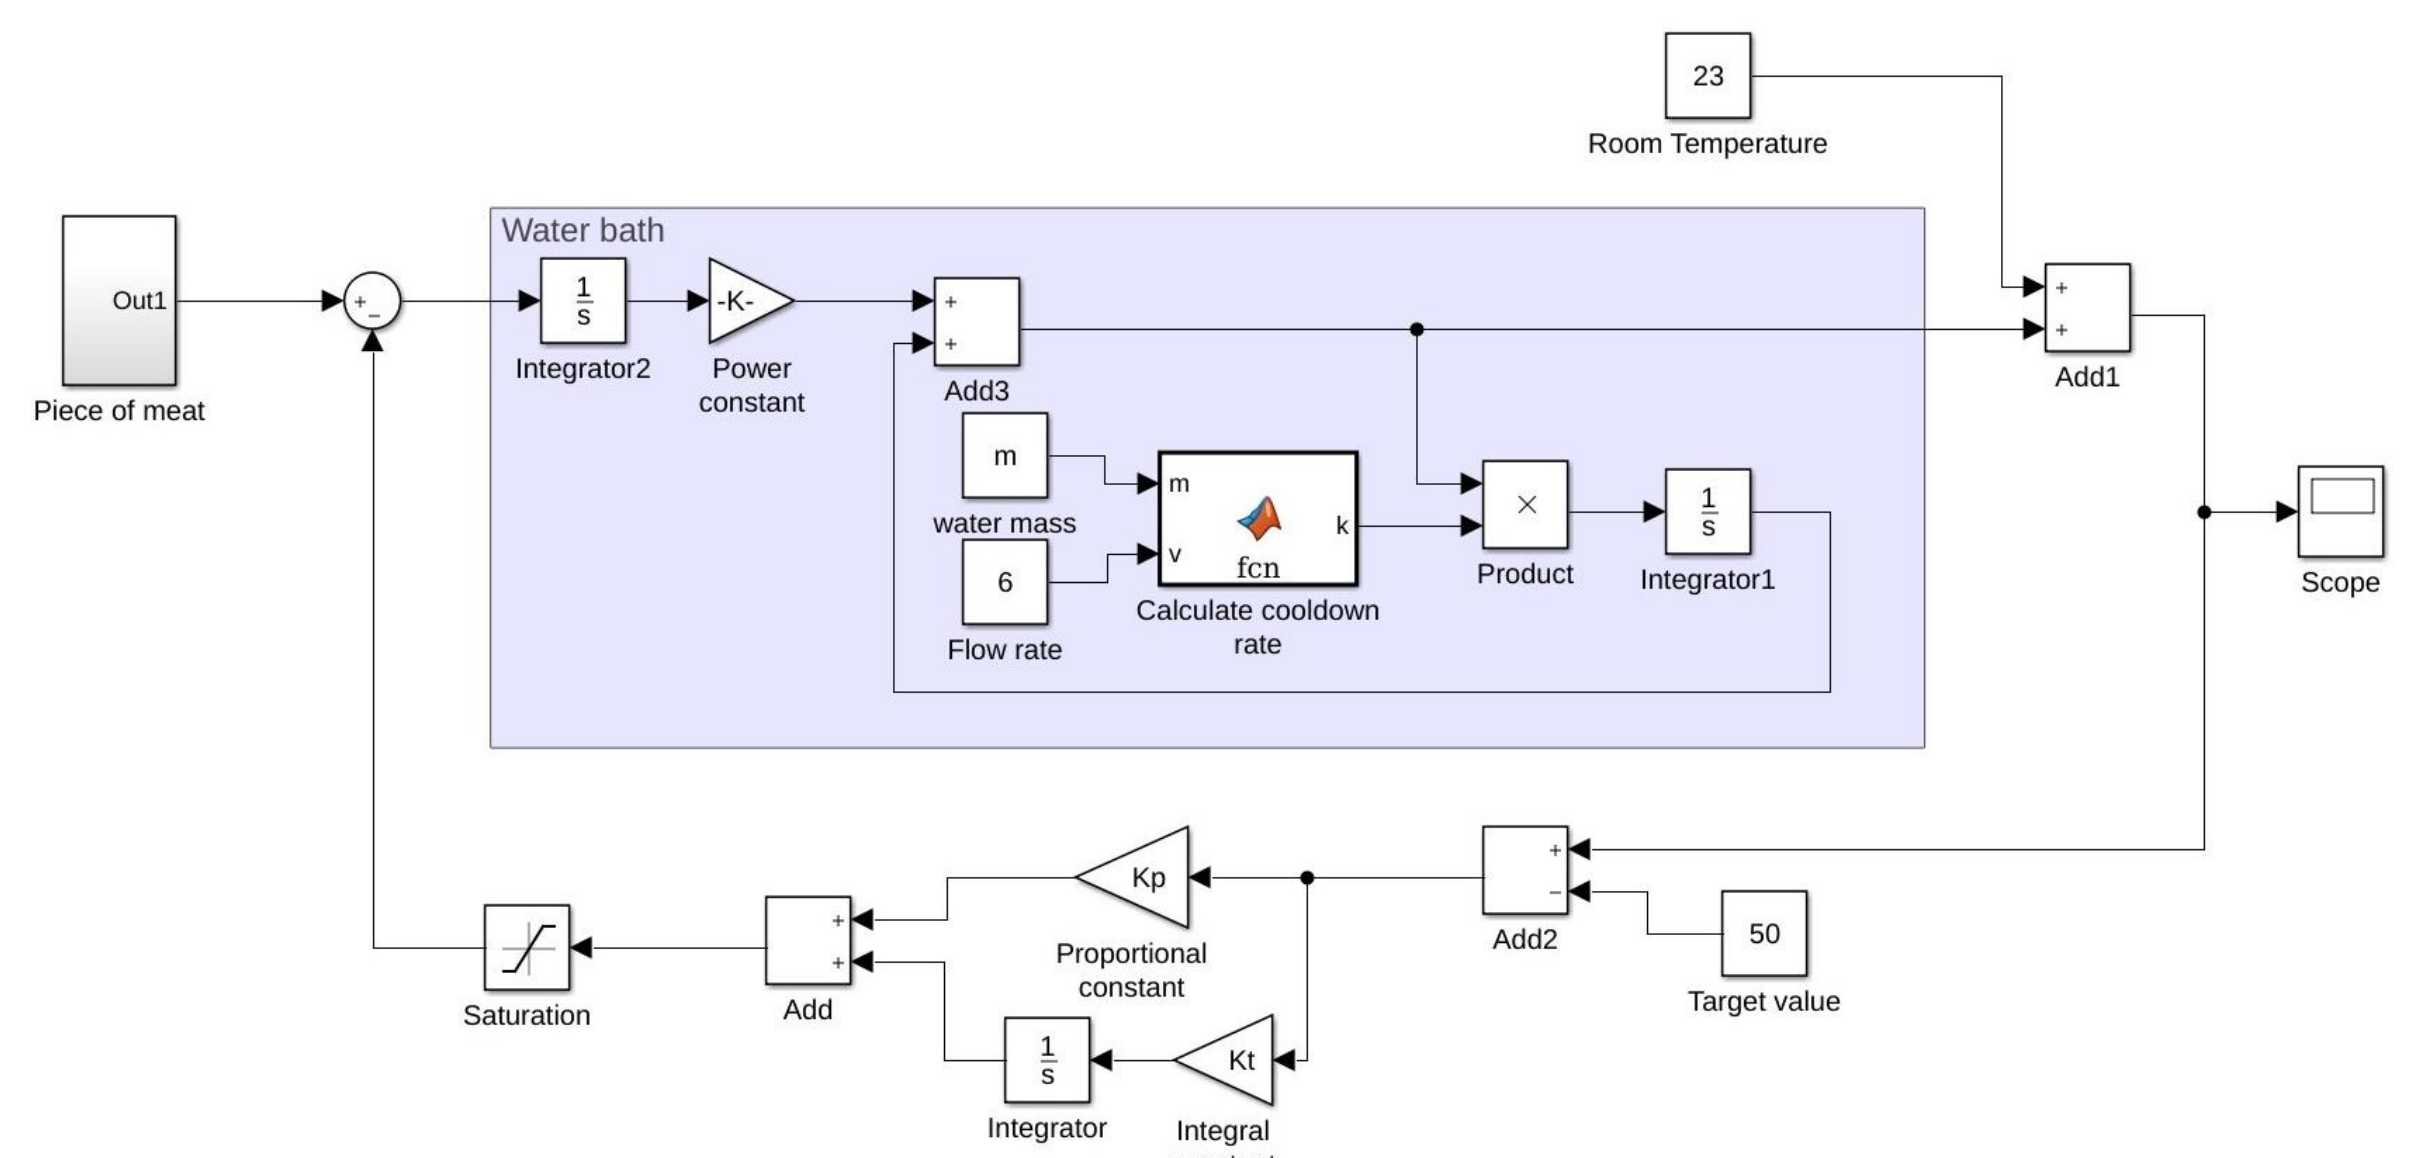 23
Room Temperature
Water bath
Out1
Piece of meat
+
−
1
s
Integrator2
-K-
Power
constant
+
+
Add3
m
water mass
6
Flow rate
m
v
k
fcn
Calculate cooldown
rate
×
Product
1
s
Integrator1
+
+
Add1
Scope
+
−
Add2
50
Target value
Kp
Proportional
constant
Kt
Integral
1
s
Integrator
+
+
Add
Saturation